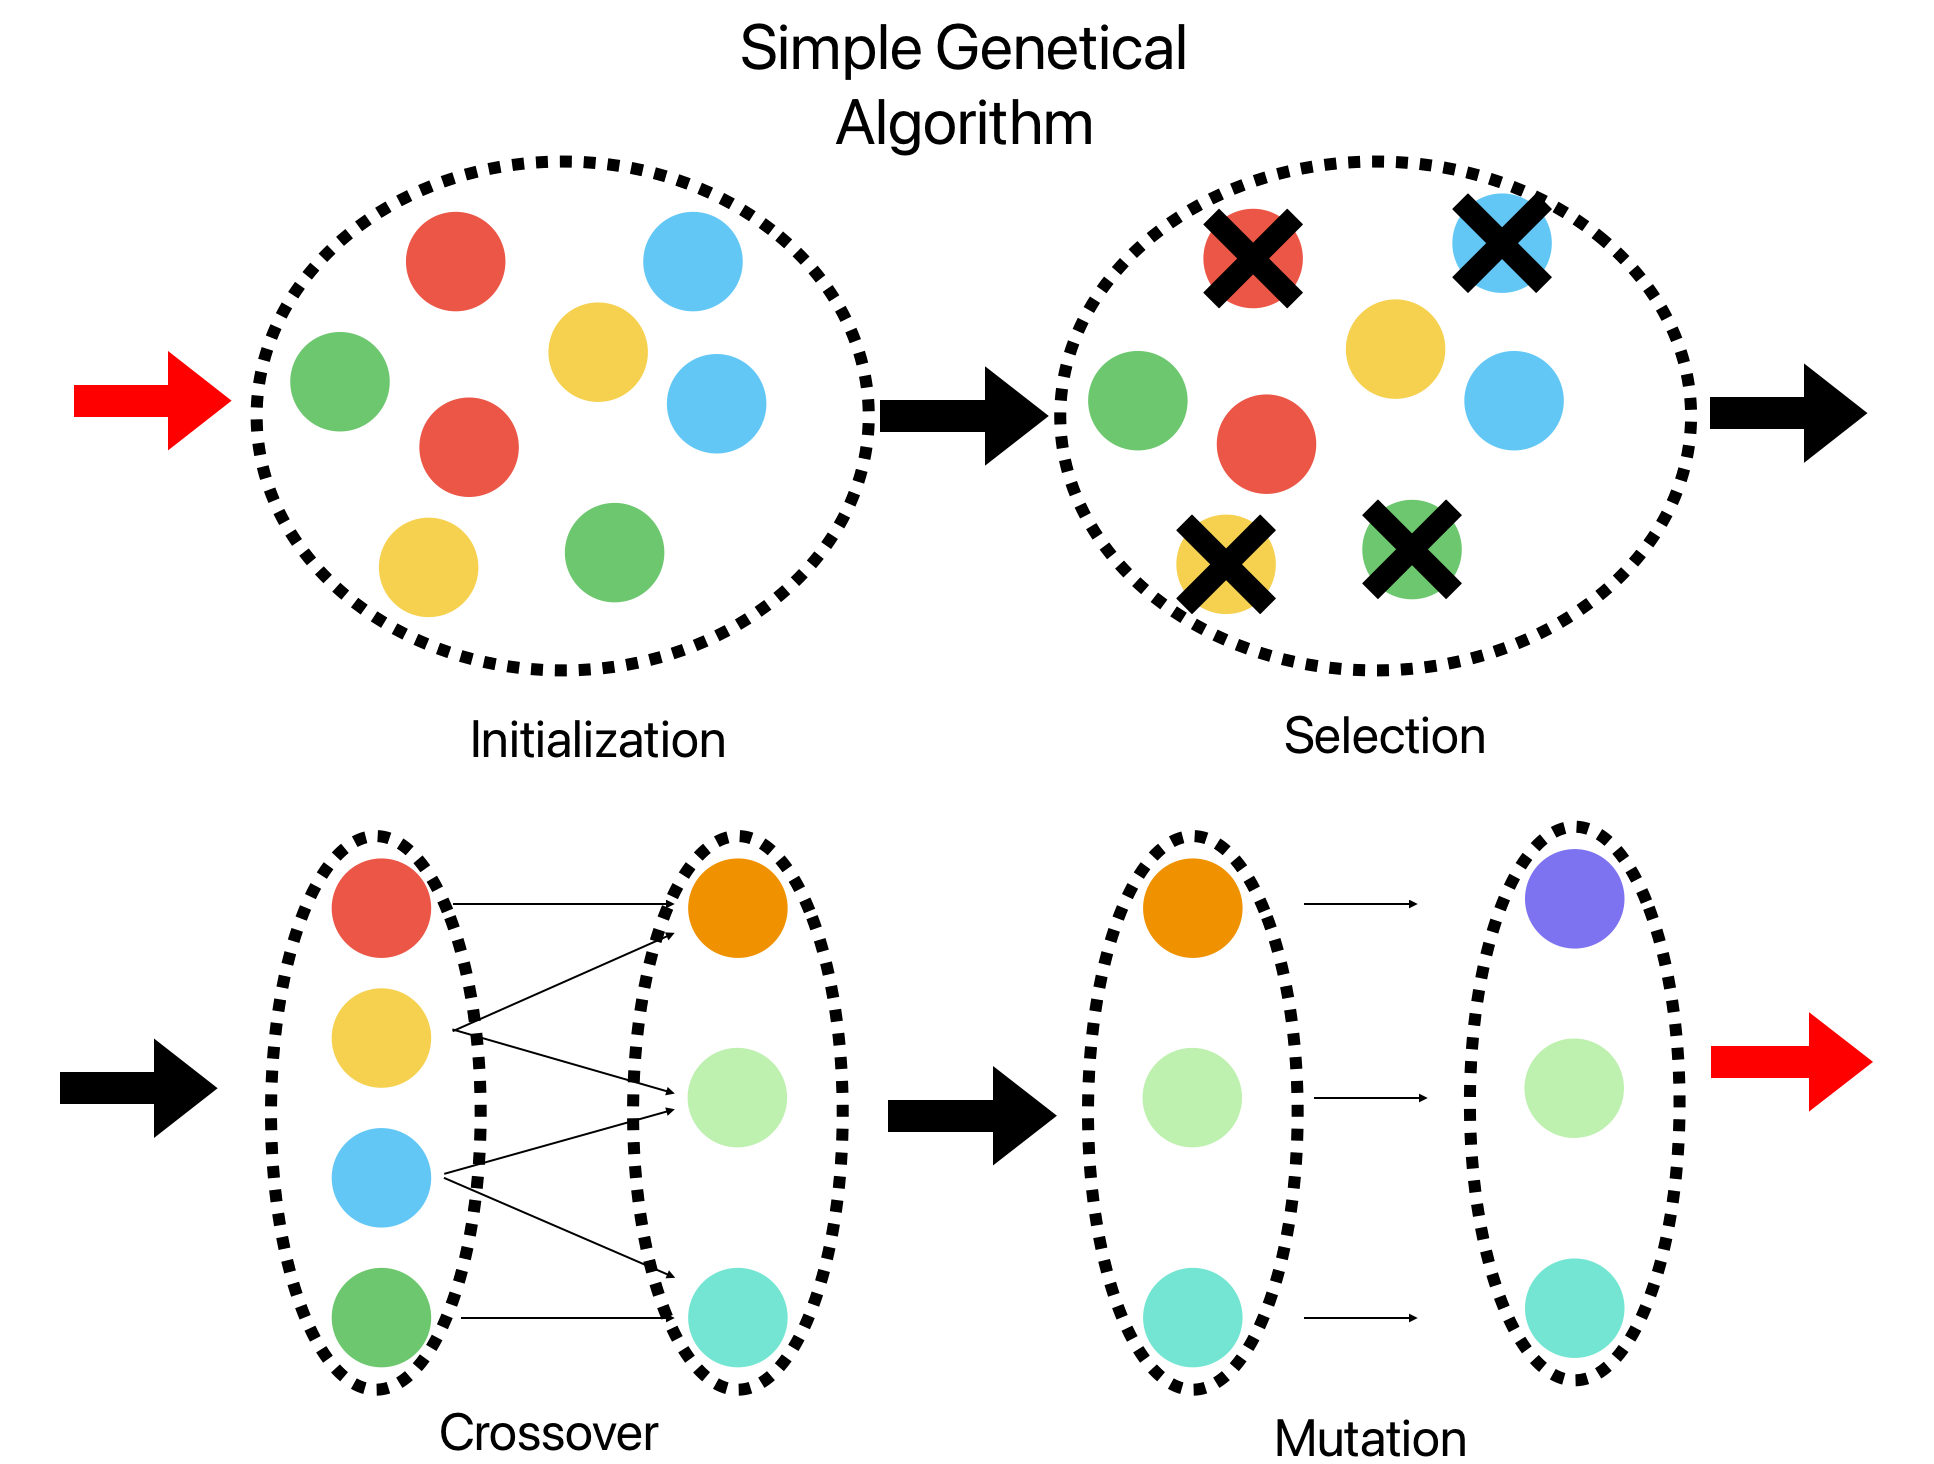 Simple Genetical
Algorithm
Initialization
Selection
Crossover
Mutation